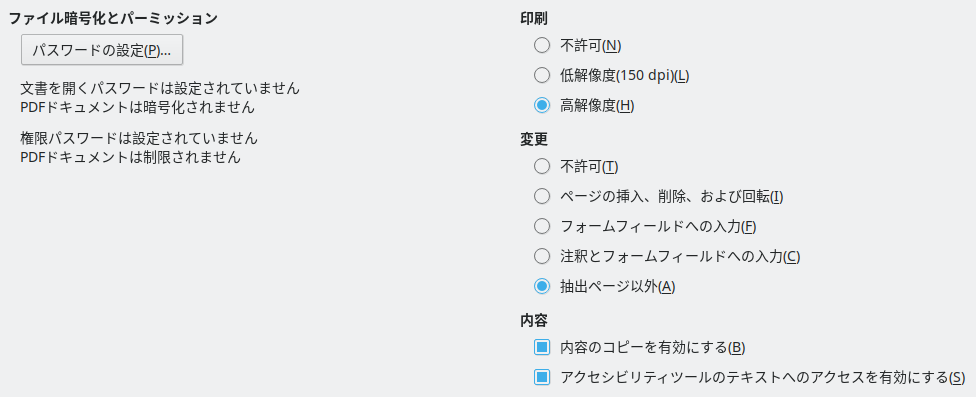 ファイル暗号化とパーミッション
パスワードの設定(P)...
文書を開くパスワードは設定されていません
PDFドキュメントは暗号化されません
権限パスワードは設定されていません
PDFドキュメントは制限されません
印刷
不許可(N)
低解像度(150 dpi)(L)
高解像度(H)
変更
不許可(T)
ページの挿入、削除、および回転(I)
フォームフィールドへの入力(F)
注釈とフォームフィールドへの入力(C)
抽出ページ以外(A)
内容
内容のコピーを有効にする(B)
アクセシビリティツールのテキストへのアクセスを有効にする(S)